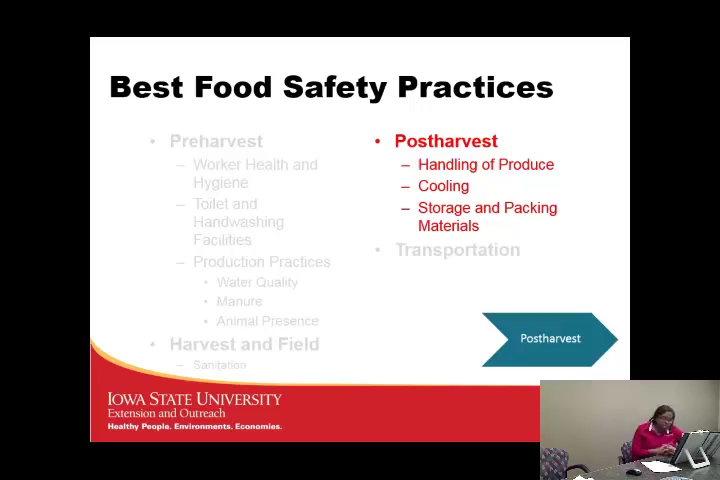 Best Food Safety Practices
• Preharvest
– Worker Health and
Hygiene
– Toilet and
Handwashing
Facilities
– Production Practices
• Water Quality
• Manure
• Animal Presence
• Harvest and Field
– Sanitation
• Postharvest
– Handling of Produce
– Cooling
– Storage and Packing
Materials
• Transportation
Postharvest
IOWA STATE UNIVERSITY
Extension and Outreach
Healthy People. Environments. Economies.